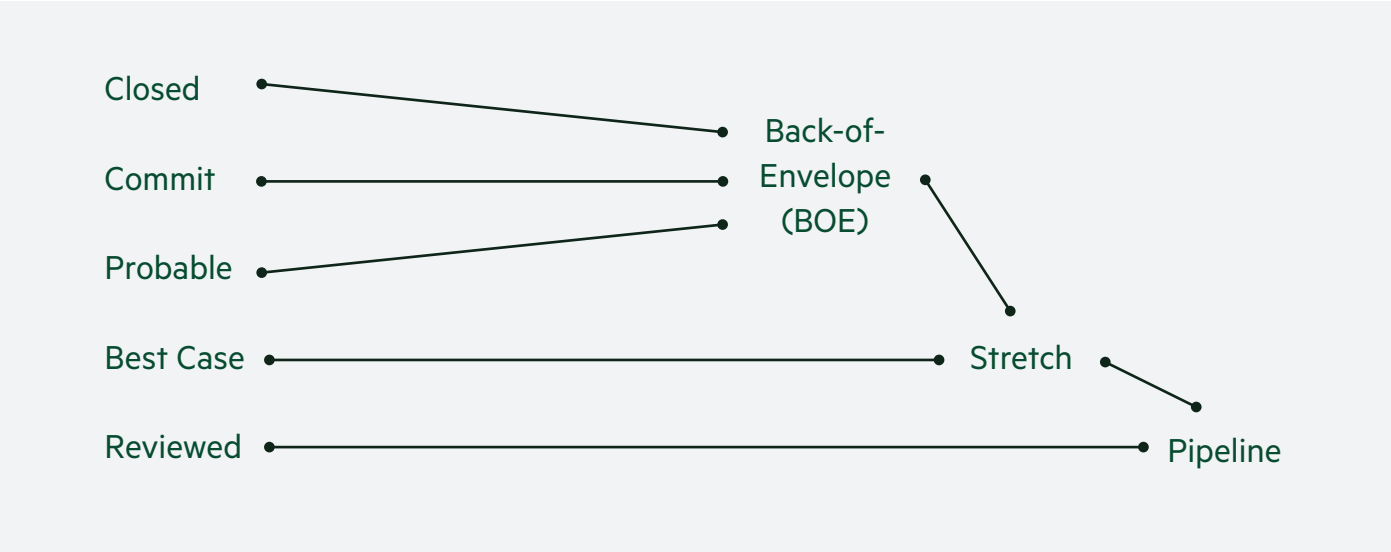 Closed
Commit
Probable
Best Case
Reviewed
Back-of-
Envelope
(BOE)
Stretch
Pipeline